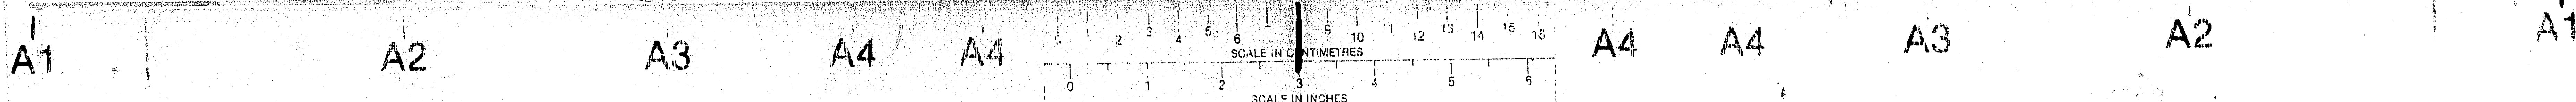 A1 A2 A3 A4 A4 1 2 3 4 5 6 7 9 10 11 12 13 14 15 16 A4 A4 A3 A2 A1
SCALE IN CENTIMETRES
0 1 2 3 4 5 6
SCALE IN INCHES